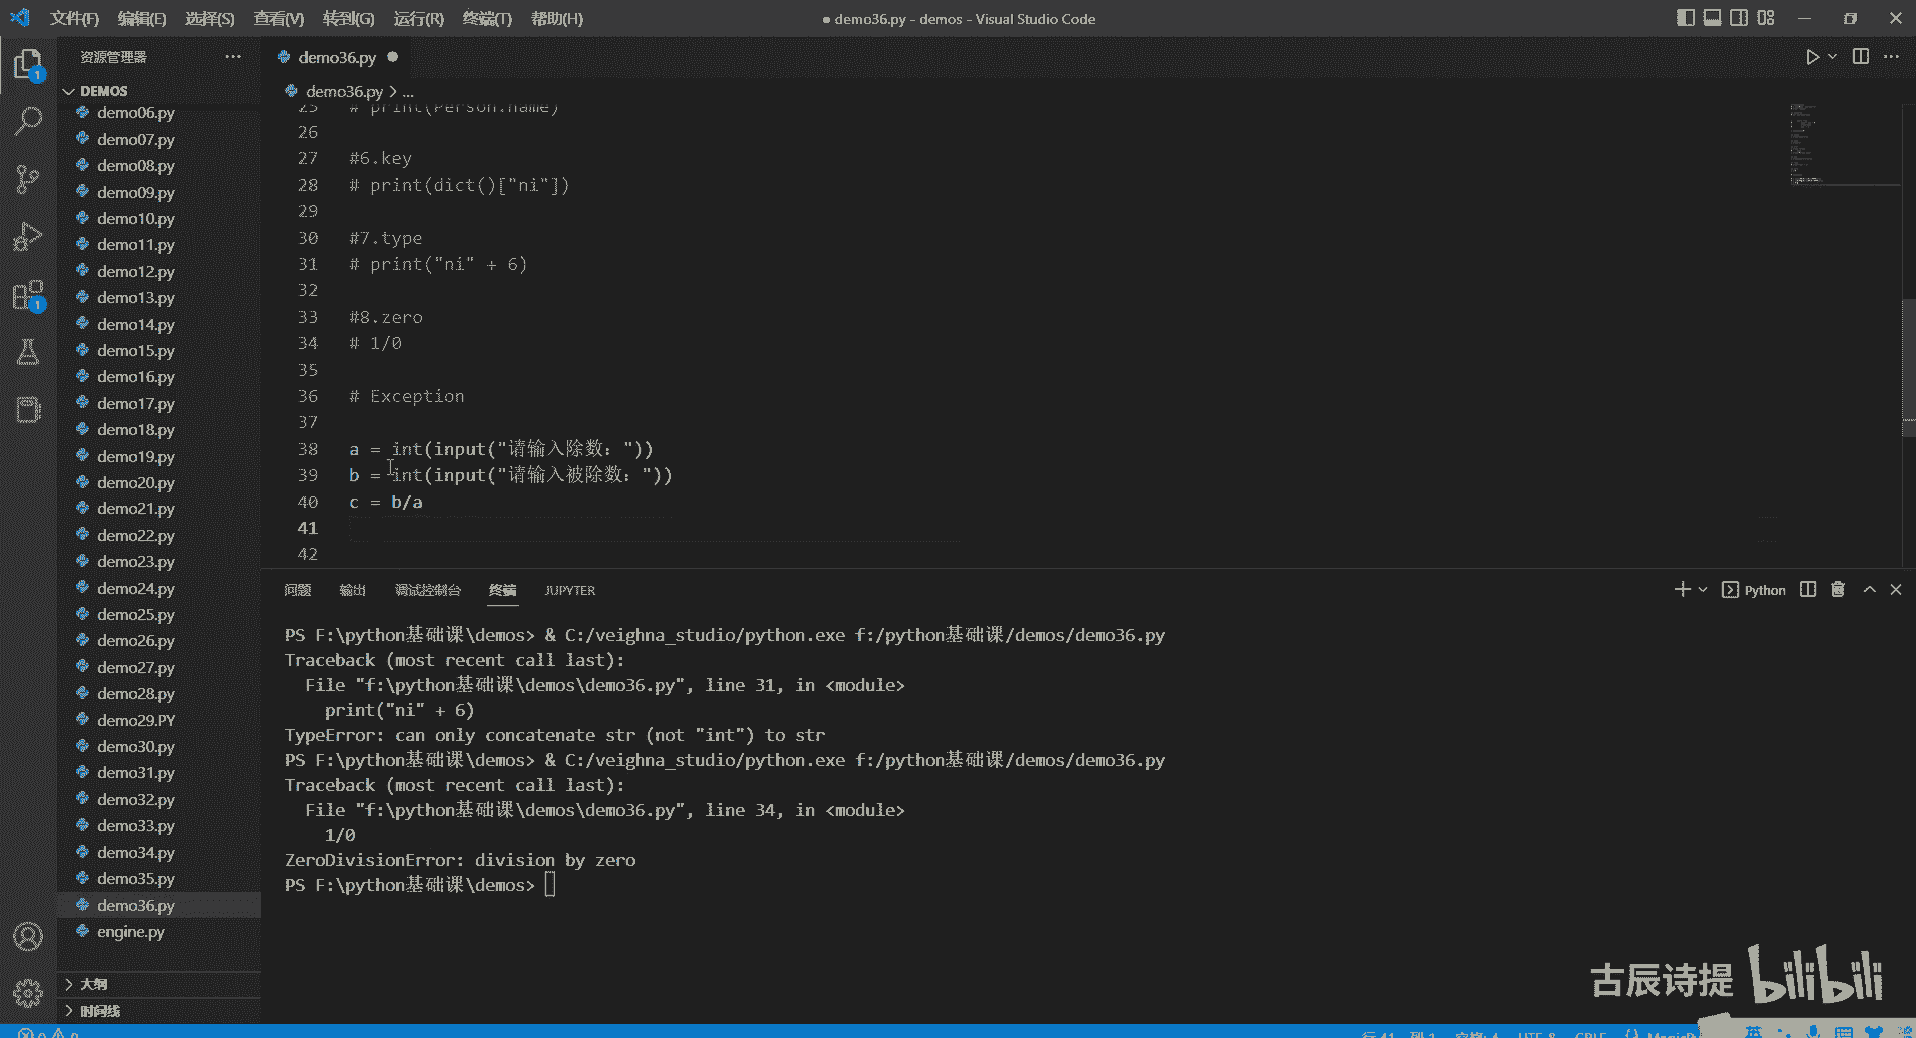 文件(F) 编辑(E) 选择(S) 查看(V) 转到(G) 运行(R) 终端(T) 帮助(H)
● demo36.py - demos - Visual Studio Code
资源管理器
DEMOS
demo06.py
demo07.py
demo08.py
demo09.py
demo10.py
demo11.py
demo12.py
demo13.py
demo14.py
demo15.py
demo16.py
demo17.py
demo18.py
demo19.py
demo20.py
demo21.py
demo22.py
demo23.py
demo24.py
demo25.py
demo26.py
demo27.py
demo28.py
demo29.PY
demo30.py
demo31.py
demo32.py
demo33.py
demo34.py
demo35.py
demo36.py
engine.py
大纲
时间线
demo36.py ●
demo36.py > ...
25 # print(Person.name)
26
27 #6.key
28 # print(dict()["ni"])
29
30 #7.type
31 # print("ni" + 6)
32
33 #8.zero
34 # 1/0
35
36 # Exception
37
38 a = int(input("请输入除数: "))
39 b = int(input("请输入被除数: "))
40 c = b/a
41
42
问题 输出 调试控制台 终端 JUPYTER
Python
PS F:\python基础课\demos> & C:/veighna_studio/python.exe f:/python基础课/demos/demo36.py
Traceback (most recent call last):
File "f:\python基础课\demos\demo36.py", line 31, in <module>
print("ni" + 6)
TypeError: can only concatenate str (not "int") to str
PS F:\python基础课\demos> & C:/veighna_studio/python.exe f:/python基础课/demos/demo36.py
Traceback (most recent call last):
File "f:\python基础课\demos\demo36.py", line 34, in <module>
1/0
ZeroDivisionError: division by zero
PS F:\python基础课\demos>
古辰诗提 bilibili